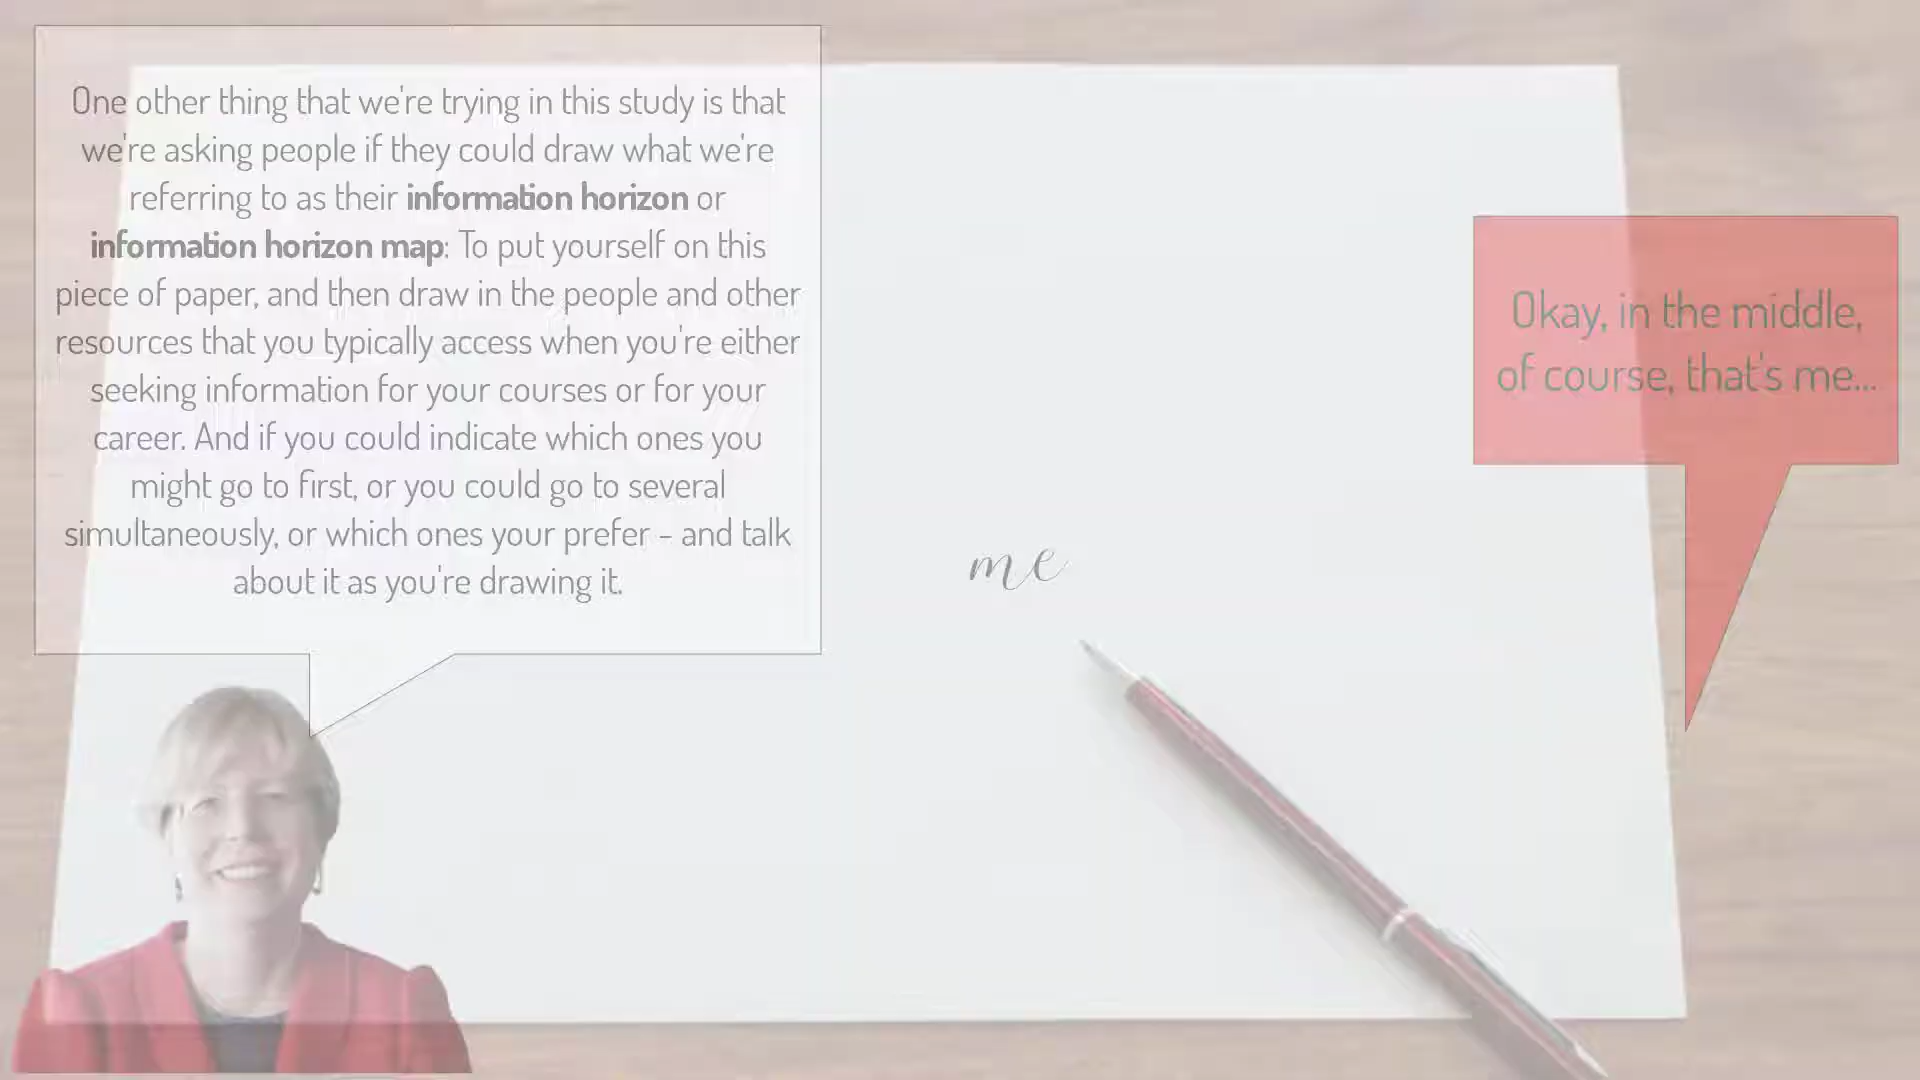 One other thing that we're trying in this study is that
we're asking people if they could draw what we're
referring to as their information horizon or
information horizon map: To put yourself on this
piece of paper, and then draw in the people and other
resources that you typically access when you're either
seeking information for your courses or for your
career. And if you could indicate which ones you
might go to first, or you could go to several
simultaneously, or which ones your prefer - and talk
about it as you're drawing it.
Okay, in the middle,
of course, that's me...
me